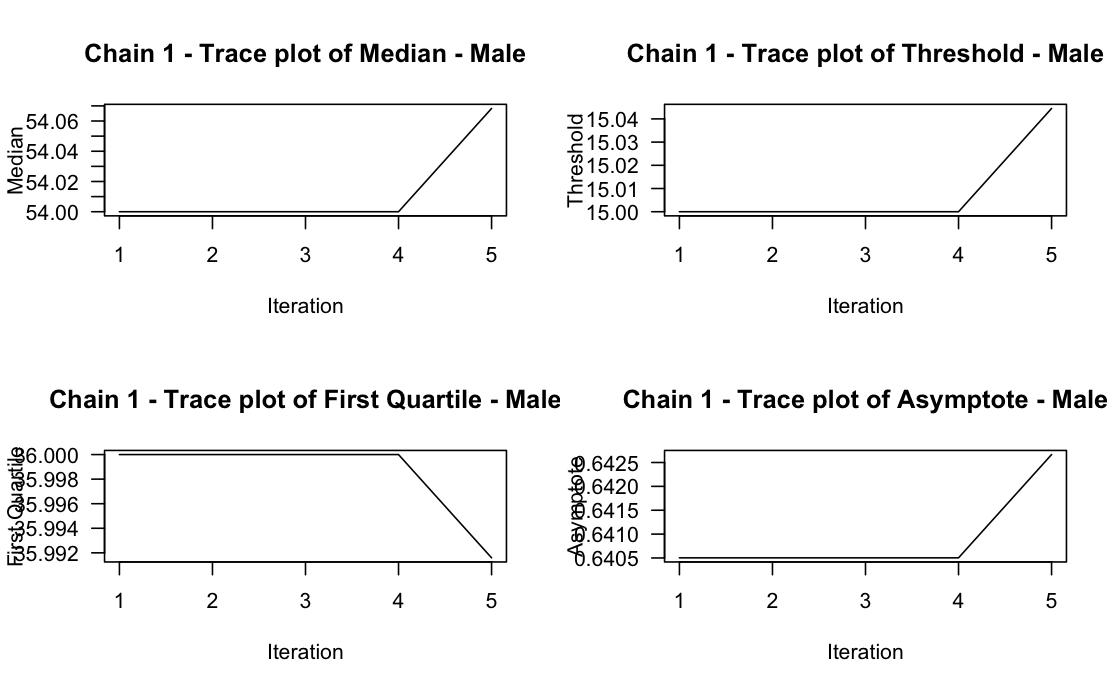 Chain 1 - Trace plot of Median - Male
Median
54.06
54.04
54.02
54.00
1 2 3 4 5
Iteration
Chain 1 - Trace plot of Threshold - Male
Threshold
15.04
15.03
15.02
15.01
15.00
1 2 3 4 5
Iteration
Chain 1 - Trace plot of First Quartile - Male
First Quartile
36.000
35.998
35.996
35.994
35.992
1 2 3 4 5
Iteration
Chain 1 - Trace plot of Asymptote - Male
Asymptote
0.6425
0.6420
0.6415
0.6410
0.6405
1 2 3 4 5
Iteration